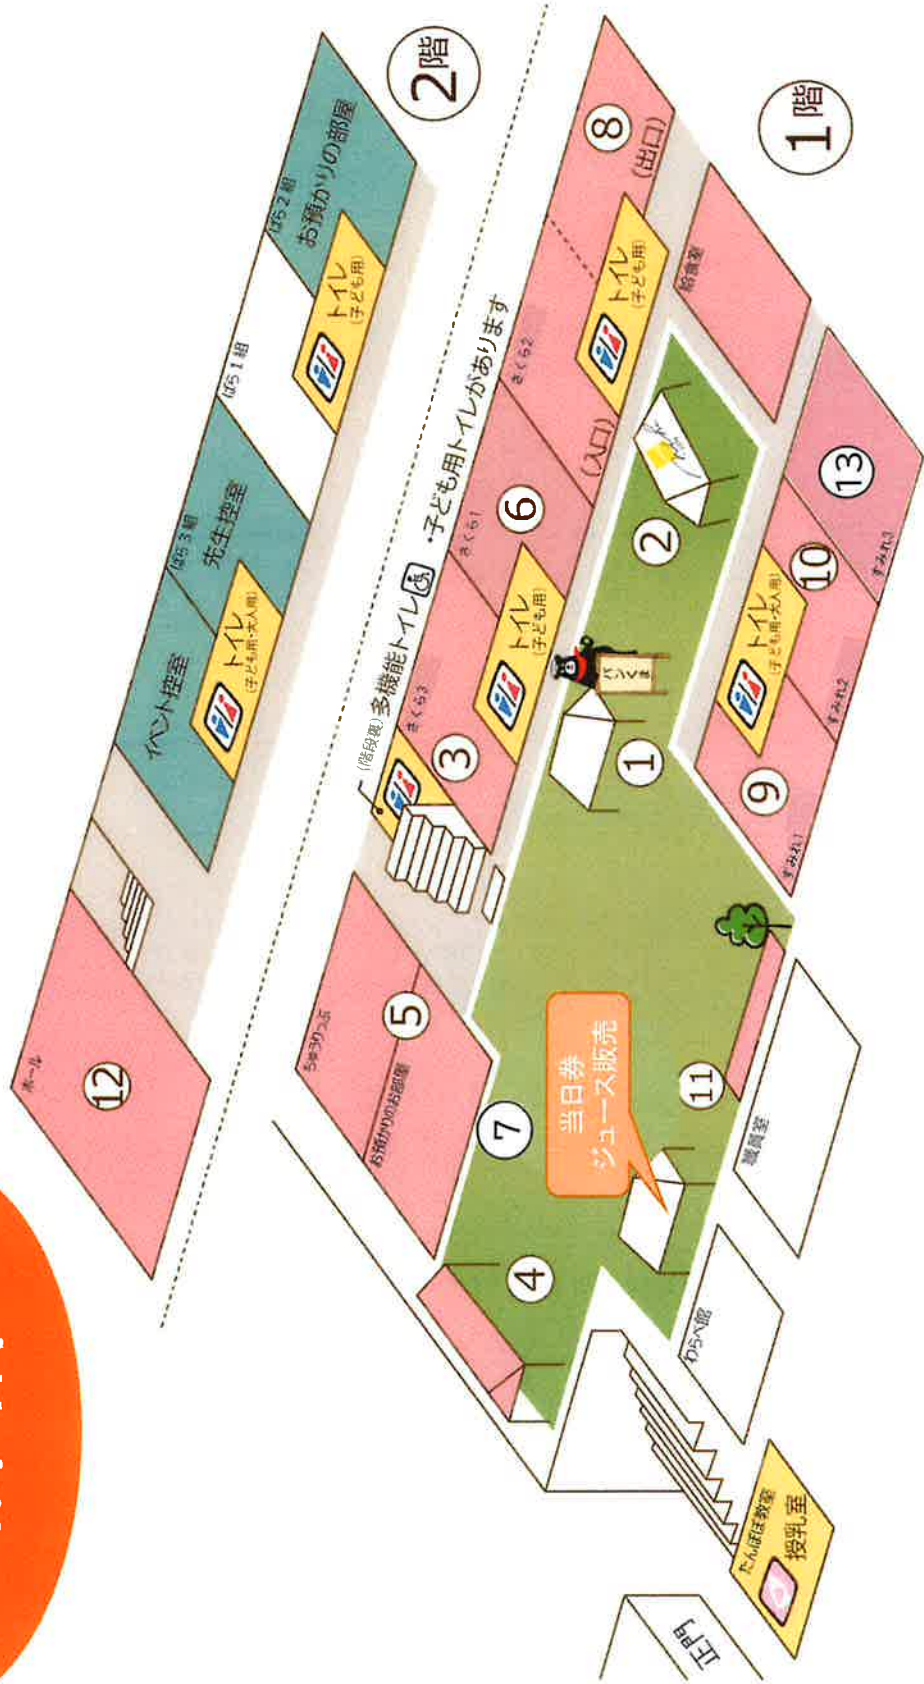 2階
ホール
⑫
イベント控室
トイレ
(子ども用・大人用)
ばら3組
先生控室
ばら1組
トイレ
(子ども用)
ばら2組
お預かりの部屋
1階
(階段裏)多機能トイレ・子ども用トイレがあります
ちゅうりっぷ
⑤
お預かりのお部屋
さくら3
③
トイレ
(子ども用)
さくら1
⑥
さくら2
(入口)
トイレ
(子ども用)
⑧
(出口)
給食室
②
パンくま
①
⑦
④
当日券
ジュース販売
⑪
すみれ1
⑨
トイレ
(子ども用・大人用)
すみれ2
⑩
すみれ3
⑬
職員室
わらべ館
たんぽぽ教室
授乳室
正門